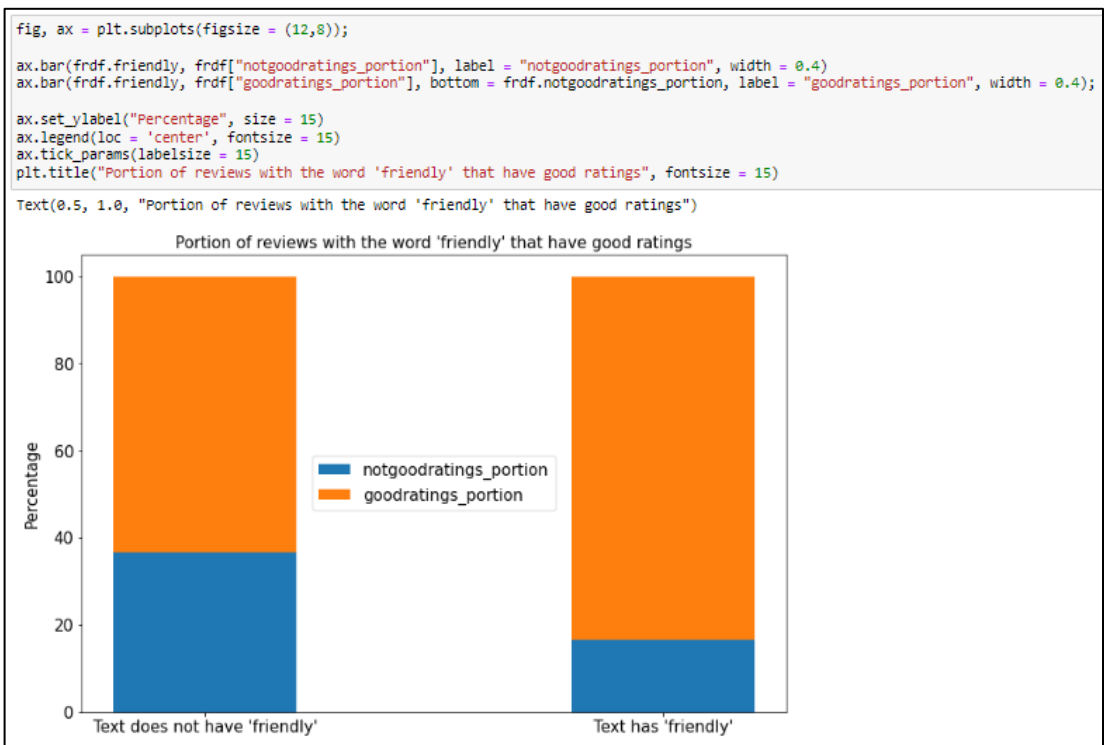 fig, ax = plt.subplots(figsize = (12,8));
ax.bar(frdf.friendly, frdf["notgoodratings_portion"], label = "notgoodratings_portion", width = 0.4)
ax.bar(frdf.friendly, frdf["goodratings_portion"], bottom = frdf.notgoodratings_portion, label = "goodratings_portion", width = 0.4);
ax.set_ylabel("Percentage", size = 15)
ax.legend(loc = 'center', fontsize = 15)
ax.tick_params(labelsize = 15)
plt.title("Portion of reviews with the word 'friendly' that have good ratings", fontsize = 15)
Text(0.5, 1.0, "Portion of reviews with the word 'friendly' that have good ratings")
Portion of reviews with the word 'friendly' that have good ratings
100
80
60
40
20
0
Percentage
notgoodratings_portion
goodratings_portion
Text does not have 'friendly'
Text has 'friendly'